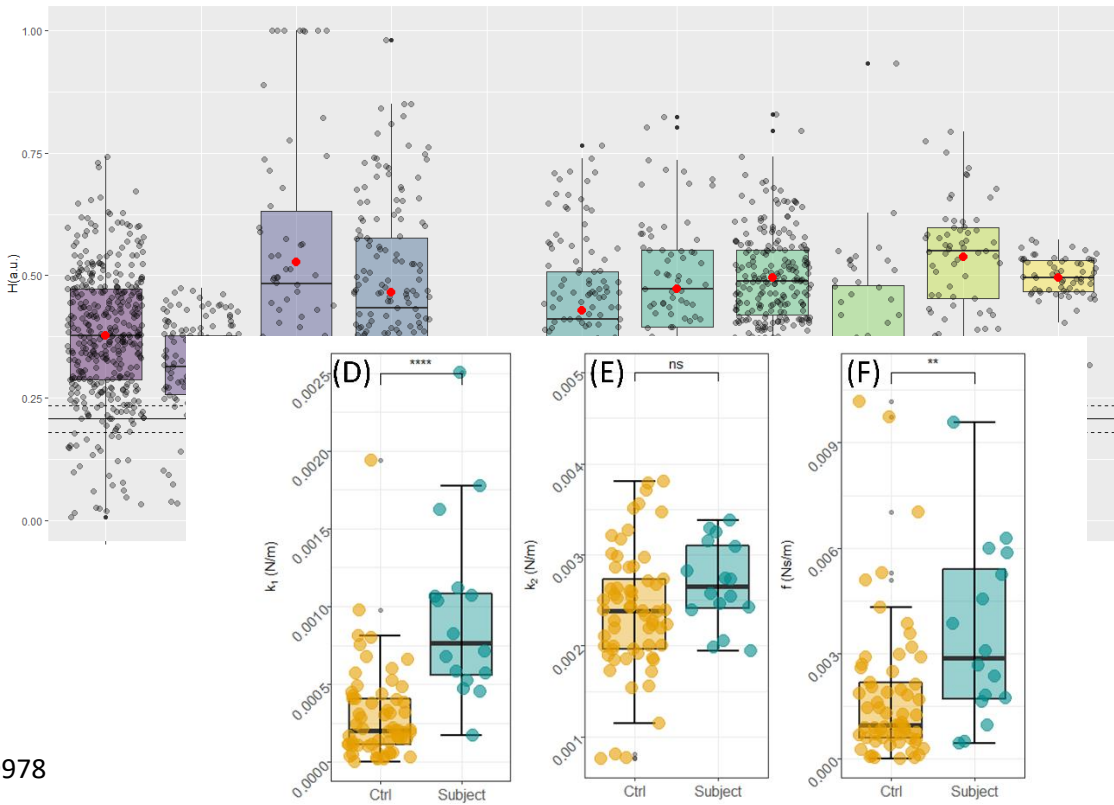 1.00
0.75
0.50
0.25
0.00
H(a.u.)
(D)
****
0.0025
0.0020
0.0015
0.0010
0.0005
0.0000
k₁ (N/m)
Ctrl Subject
(E)
ns
0.005
0.004
0.003
0.002
0.001
k₂ (N/m)
Ctrl Subject
(F)
**
0.009
0.006
0.003
0.000
f (Ns/m)
Ctrl Subject
978